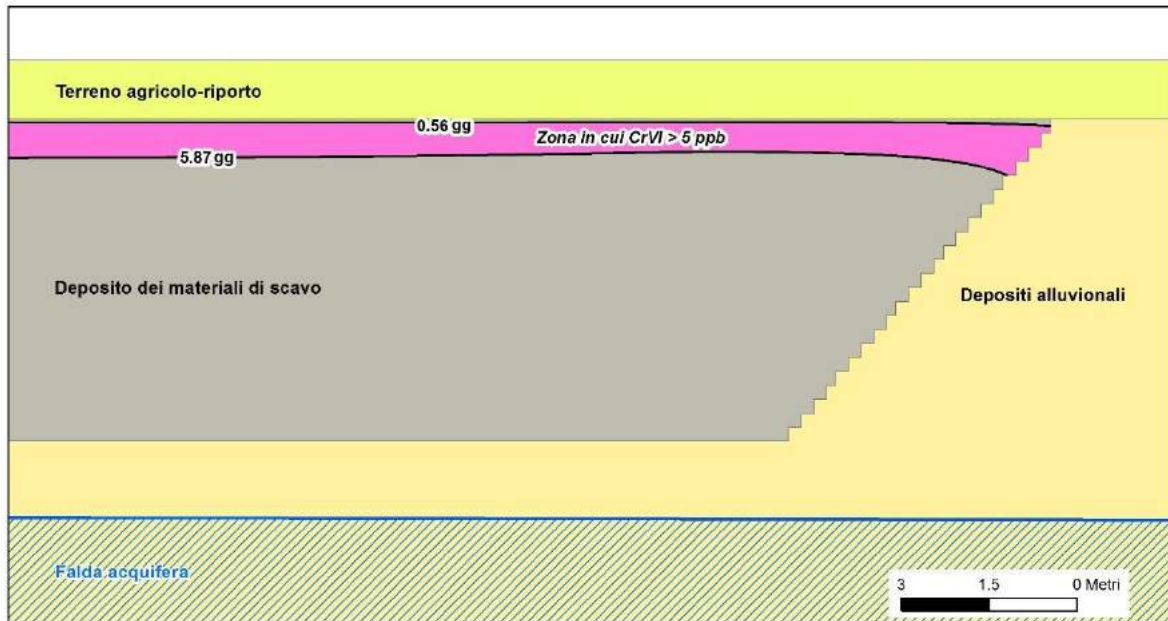 Terreno agricolo-riporto
0.56 gg
Zona in cui CrVI > 5 ppb
5.87 gg
Deposito dei materiali di scavo
Depositi alluvionali
Falda acquifera
3 1.5 0 Metri